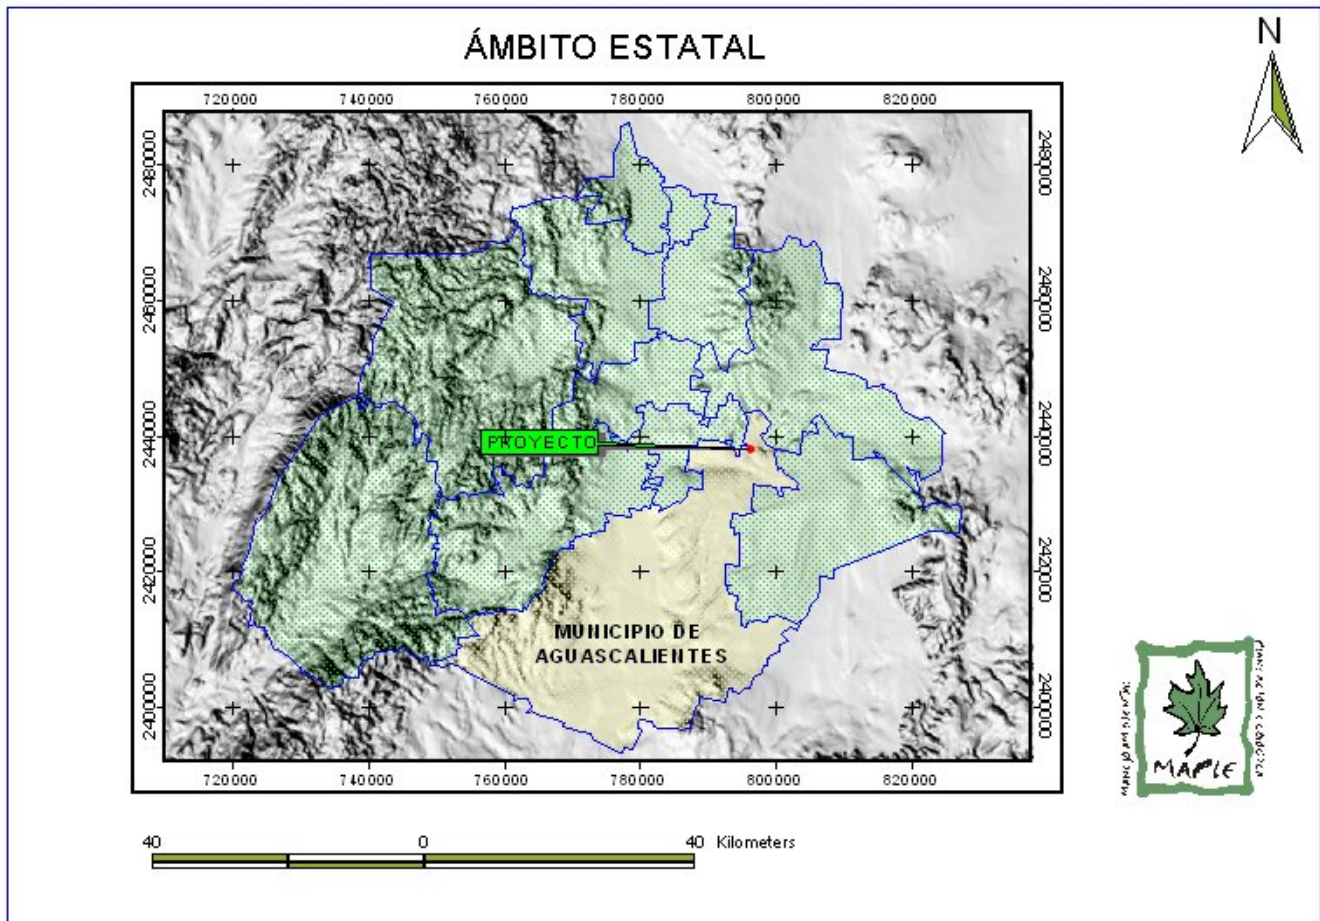 ÁMBITO ESTATAL
N
720000 740000 760000 780000 800000 820000
2480000 2480000
2460000 2460000
2440000 2440000
PROYECTO
2420000 2420000
MUNICIPIO DE
AGUASCALIENTES
2400000 2400000
720000 740000 760000 780000 800000 820000
MAPLE
40 0 40 Kilometers